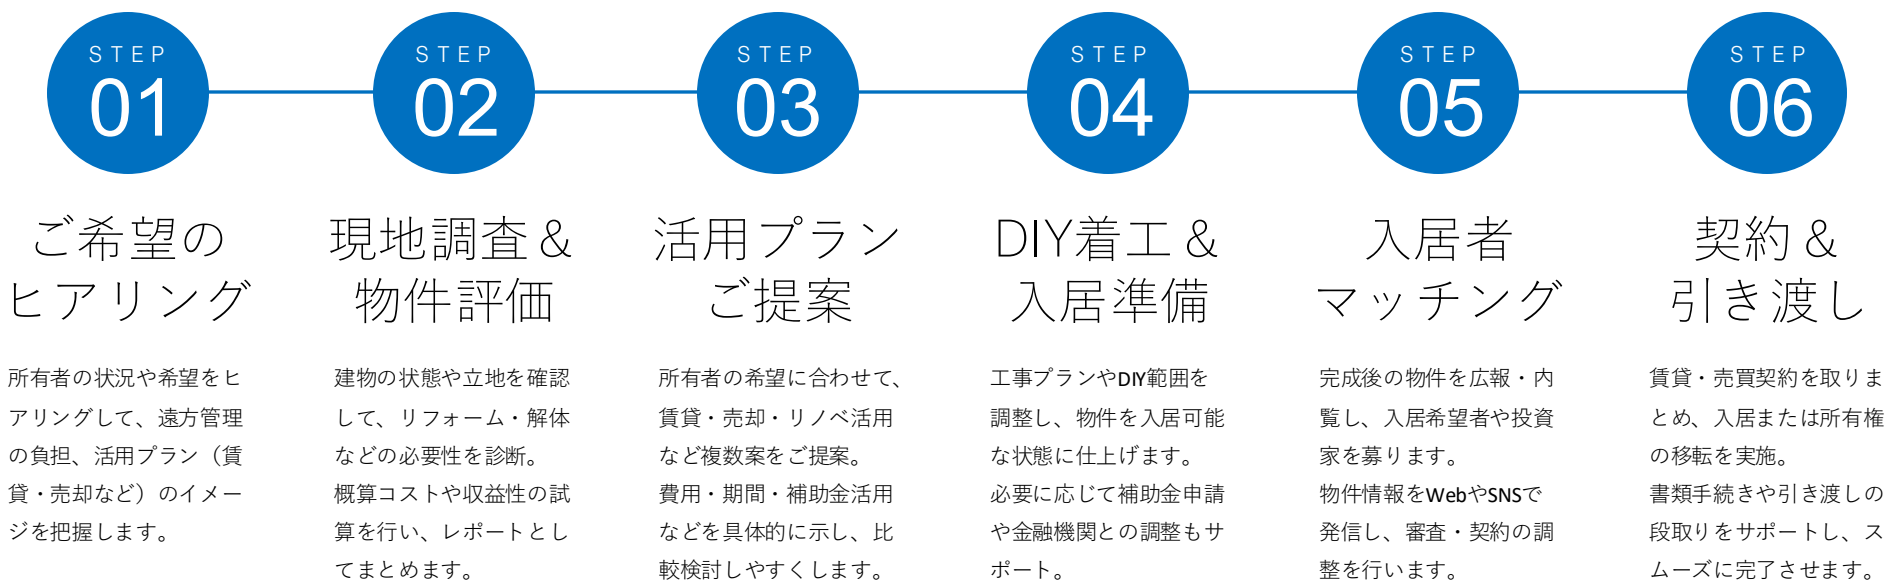 STEP
01
ご希望の
ヒアリング
所有者の状況や希望をヒ
アリングして、遠方管理
の負担、活用プラン（賃
貸・売却など）のイメー
ジを把握します。
STEP
02
現地調査＆
物件評価
建物の状態や立地を確認
して、リフォーム・解体
などの必要性を診断。
概算コストや収益性の試
算を行い、レポートとし
てまとめます。
STEP
03
活用プラン
ご提案
所有者の希望に合わせて、
賃貸・売却・リノベ活用
など複数案をご提案。
費用・期間・補助金活用
などを具体的に示し、比
較検討しやすくします。
STEP
04
DIY着工＆
入居準備
工事プランやDIY範囲を
調整し、物件を入居可能
な状態に仕上げます。
必要に応じて補助金申請
や金融機関との調整もサ
ポート。
STEP
05
入居者
マッチング
完成後の物件を広報・内
覧し、入居希望者や投資
家を募ります。
物件情報をWebやSNSで
発信し、審査・契約の調
整を行います。
STEP
06
契約＆
引き渡し
賃貸・売買契約を取りま
とめ、入居または所有権
の移転を実施。
書類手続きや引き渡しの
段取りをサポートし、ス
ムーズに完了させます。